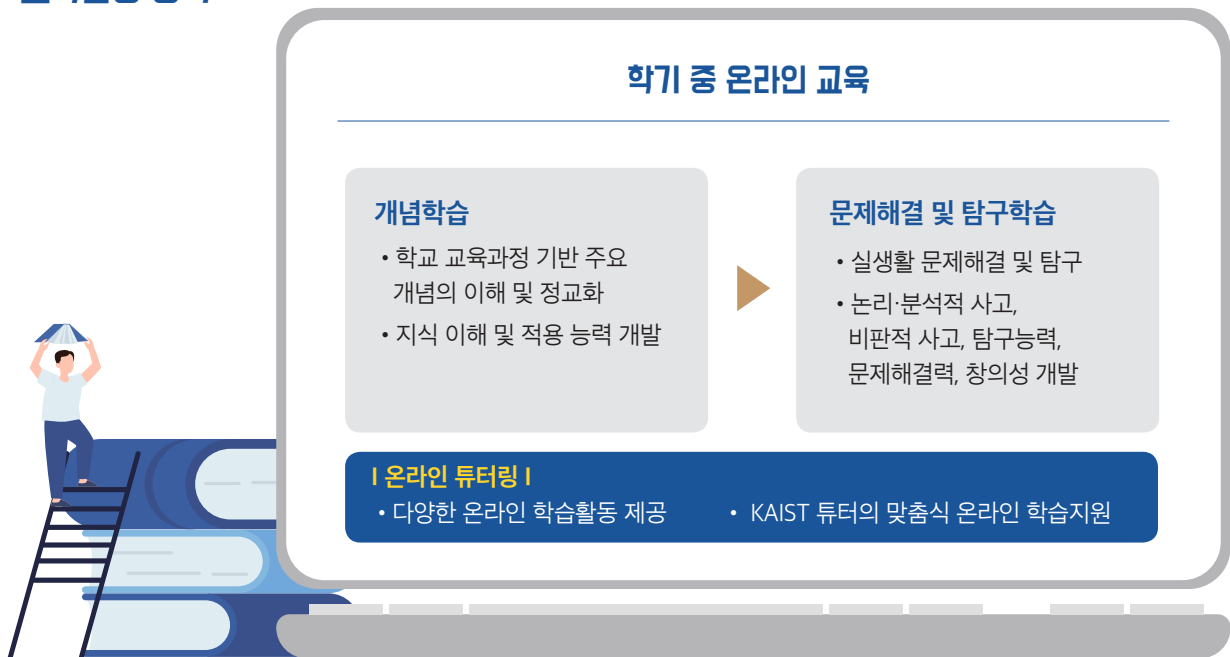 학기 중 온라인 교육
개념학습
• 학교 교육과정 기반 주요
개념의 이해 및 정교화
• 지식 이해 및 적용 능력 개발
문제해결 및 탐구학습
• 실생활 문제해결 및 탐구
• 논리·분석적 사고,
비판적 사고, 탐구능력,
문제해결력, 창의성 개발
I 온라인 튜터링 I
• 다양한 온라인 학습활동 제공
• KAIST 튜터의 맞춤식 온라인 학습지원